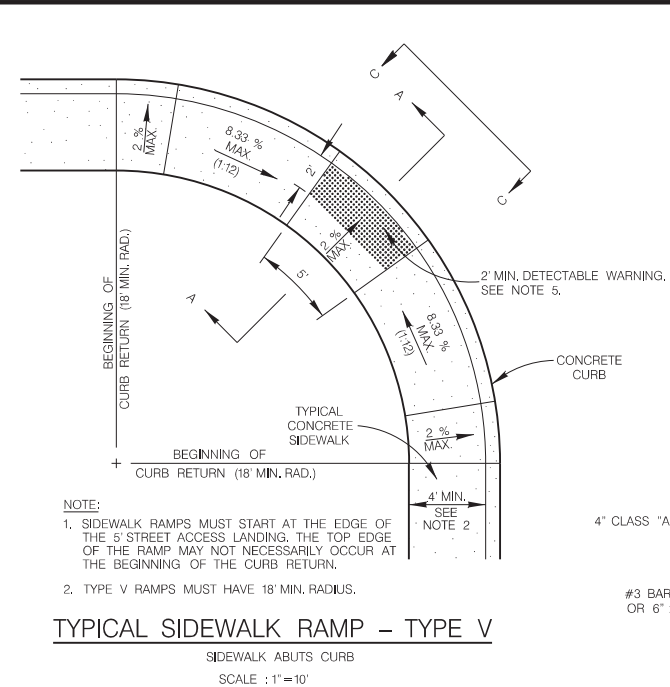 C
A
2 %
MAX.
8.33 %
MAX.
(1:12)
2'
C
2 %
MAX.
5'
A
2' MIN. DETECTABLE WARNING.
SEE NOTE 5.
8.33 %
MAX.
(1:12)
BEGINNING OF
CURB RETURN (18' MIN. RAD.)
CONCRETE
CURB
TYPICAL
CONCRETE
SIDEWALK
2 %
MAX.
BEGINNING OF
CURB RETURN (18' MIN. RAD.)
4' MIN.
SEE
NOTE 2
NOTE:
1. SIDEWALK RAMPS MUST START AT THE EDGE OF
THE 5' STREET ACCESS LANDING. THE TOP EDGE
OF THE RAMP MAY NOT NECESSARILY OCCUR AT
THE BEGINNING OF THE CURB RETURN.
2. TYPE V RAMPS MUST HAVE 18' MIN. RADIUS.
4" CLASS "A
#3 BAR
OR 6"
TYPICAL SIDEWALK RAMP – TYPE V
SIDEWALK ABUTS CURB
SCALE : 1"=10'